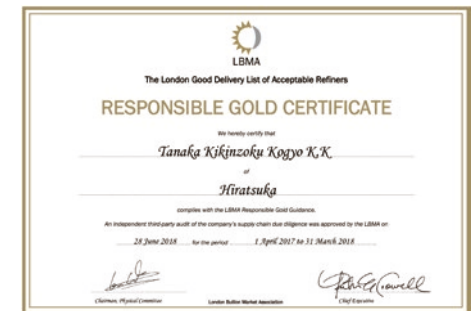 LBMA
The London Good Delivery List of Acceptable Refiners
RESPONSIBLE GOLD CERTIFICATE
We hereby certify that
Tanaka Kikinzoku Kogyo K.K
of
Hiratsuka
complies with the LBMA Responsible Gold Guidance.
An independent third-party audit of the company's supply chain due diligence was approved by the LBMA on
28 June 2018 for the period 1 April 2017 to 31 March 2018
Chairman, Physical Committee London Bullion Market Association Chief Executive